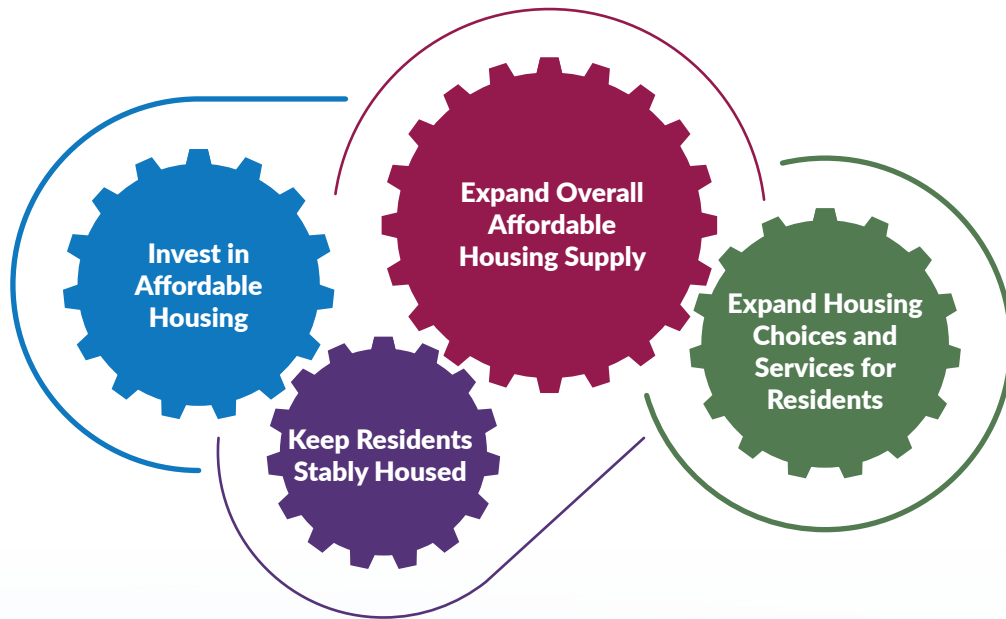 Invest in
Affordable
Housing
Expand Overall
Affordable
Housing Supply
Keep Residents
Stably Housed
Expand Housing
Choices and
Services for
Residents